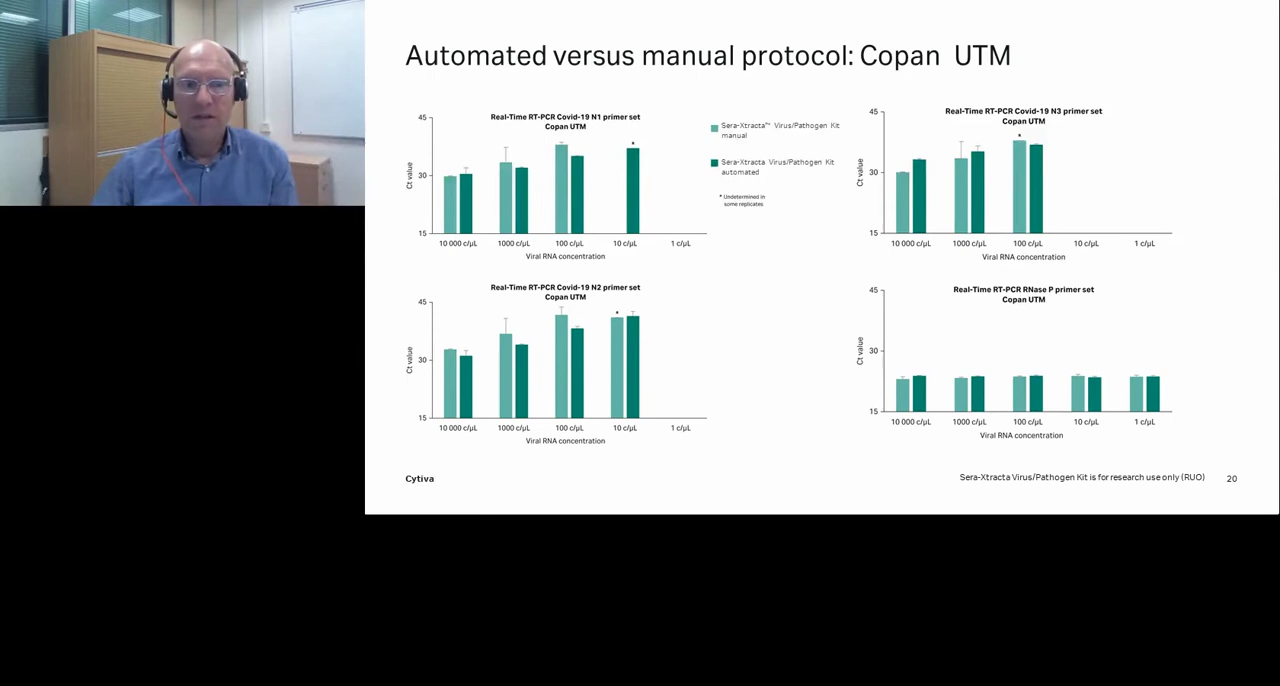 Automated versus manual protocol: Copan UTM
Real-Time RT-PCR Covid-19 N1 primer set
Copan UTM
45
30
15
Ct value
10 000 c/µL
1000 c/µL
100 c/µL
*
10 c/µL
1 c/µL
Viral RNA concentration
Sera-Xtracta™ Virus/Pathogen Kit
manual
Sera-Xtracta Virus/Pathogen Kit
automated
* Undetermined in
some replicates
Real-Time RT-PCR Covid-19 N3 primer set
Copan UTM
45
30
15
Ct value
*
10 000 c/µL
1000 c/µL
100 c/µL
10 c/µL
1 c/µL
Viral RNA concentration
Real-Time RT-PCR Covid-19 N2 primer set
Copan UTM
45
30
15
Ct value
*
10 000 c/µL
1000 c/µL
100 c/µL
10 c/µL
1 c/µL
Viral RNA concentration
Real-Time RT-PCR RNase P primer set
Copan UTM
45
30
15
Ct value
10 000 c/µL
1000 c/µL
100 c/µL
10 c/µL
1 c/µL
Viral RNA concentration
Cytiva
Sera-Xtracta Virus/Pathogen Kit is for research use only (RUO)
20